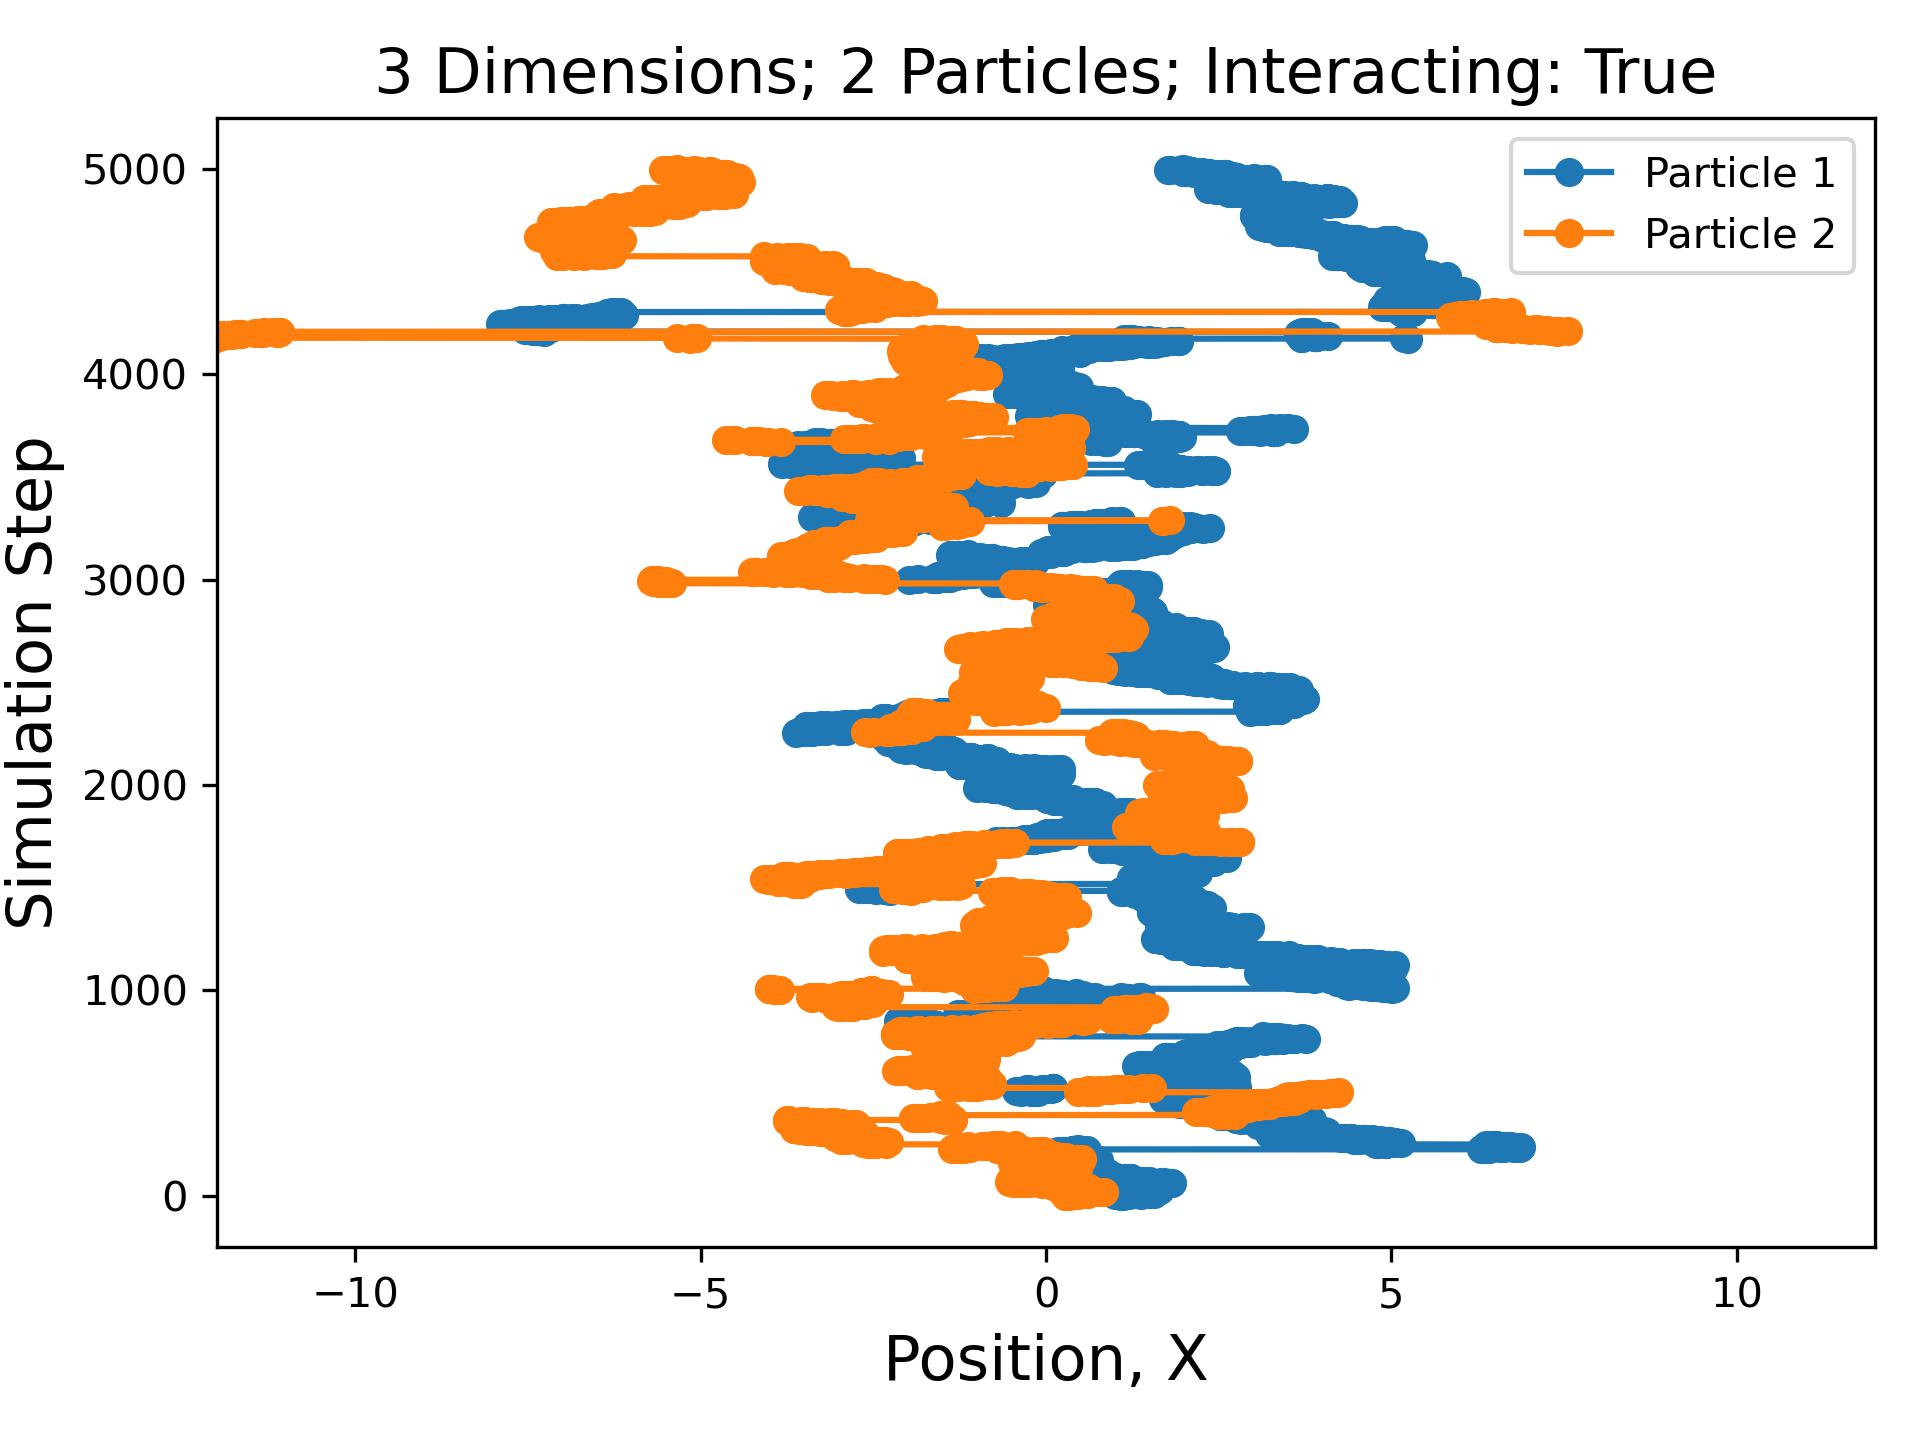 3 Dimensions; 2 Particles; Interacting: True
Particle 1
Particle 2
Simulation Step
5000
4000
3000
2000
1000
0
−10
−5
0
5
10
Position, X